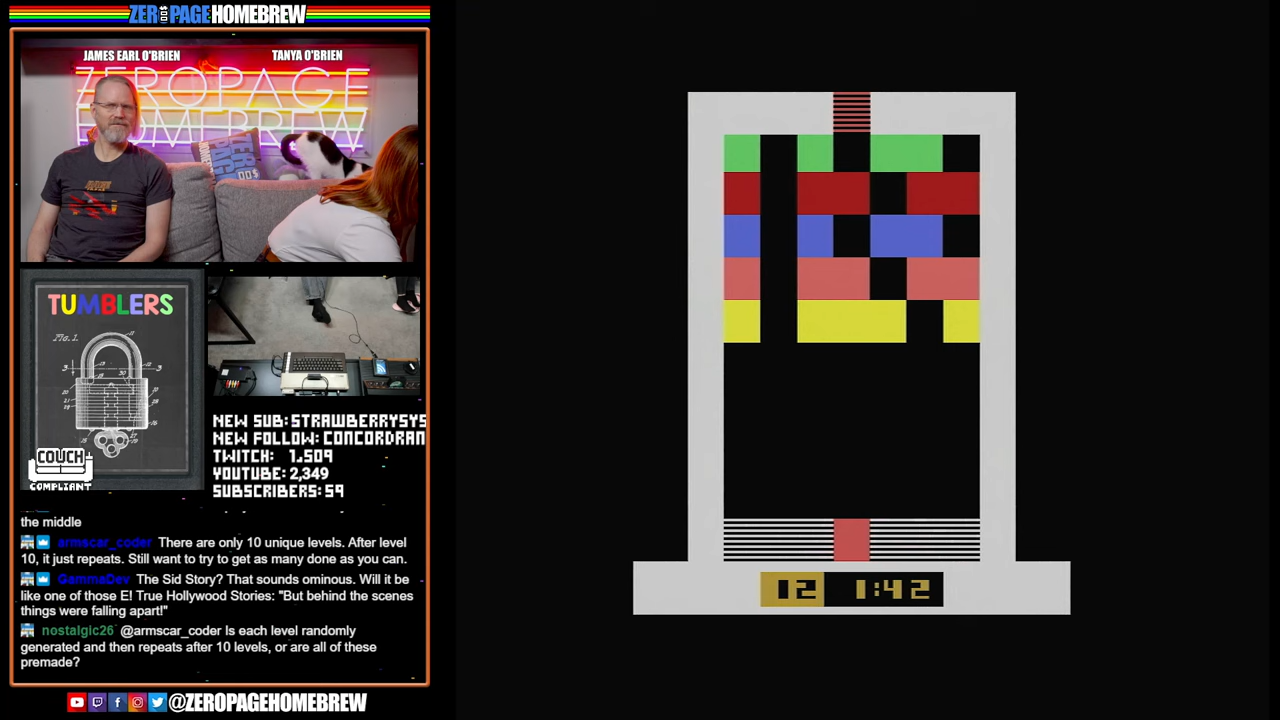 ZEROPAGE HOMEBREW
JAMES EARL O'BRIEN
TANYA O'BRIEN
ZEROPAGE
HOMEBREW
TUMBLERS
Fig. 1.
COUCH
COMPLIANT
NEW SUB: STRAWBERRYSYS
NEW FOLLOW: CONCORDRAN
TWITCH: 1,509
YOUTUBE: 2,349
SUBSCRIBERS: 59
the middle
armscar_coder There are only 10 unique levels. After level
10, it just repeats. Still want to try to get as many done as you can.
GammaDev The Sid Story? That sounds ominous. Will it be
like one of those E! True Hollywood Stories: "But behind the scenes
things were falling apart!"
nostalgic26 @armscar_coder Is each level randomly
generated and then repeats after 10 levels, or are all of these
premade?
@ZEROPAGEHOMEBREW
12 1:42